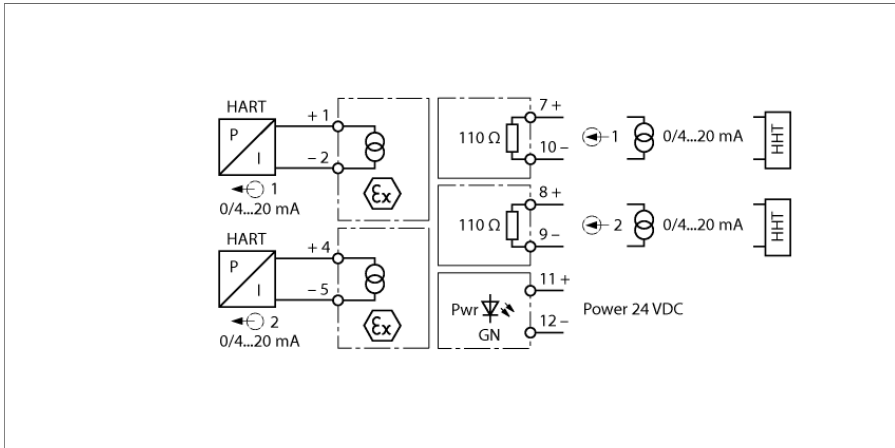 HART
P
I
+ 1
– 2
1
0/4...20 mA
Ex
HART
P
I
+ 4
– 5
2
0/4...20 mA
Ex
110 Ω
7 +
10 –
1
0/4...20 mA
HHT
110 Ω
8 +
9 –
2
0/4...20 mA
HHT
Pwr
GN
11 +
12 –
Power 24 VDC